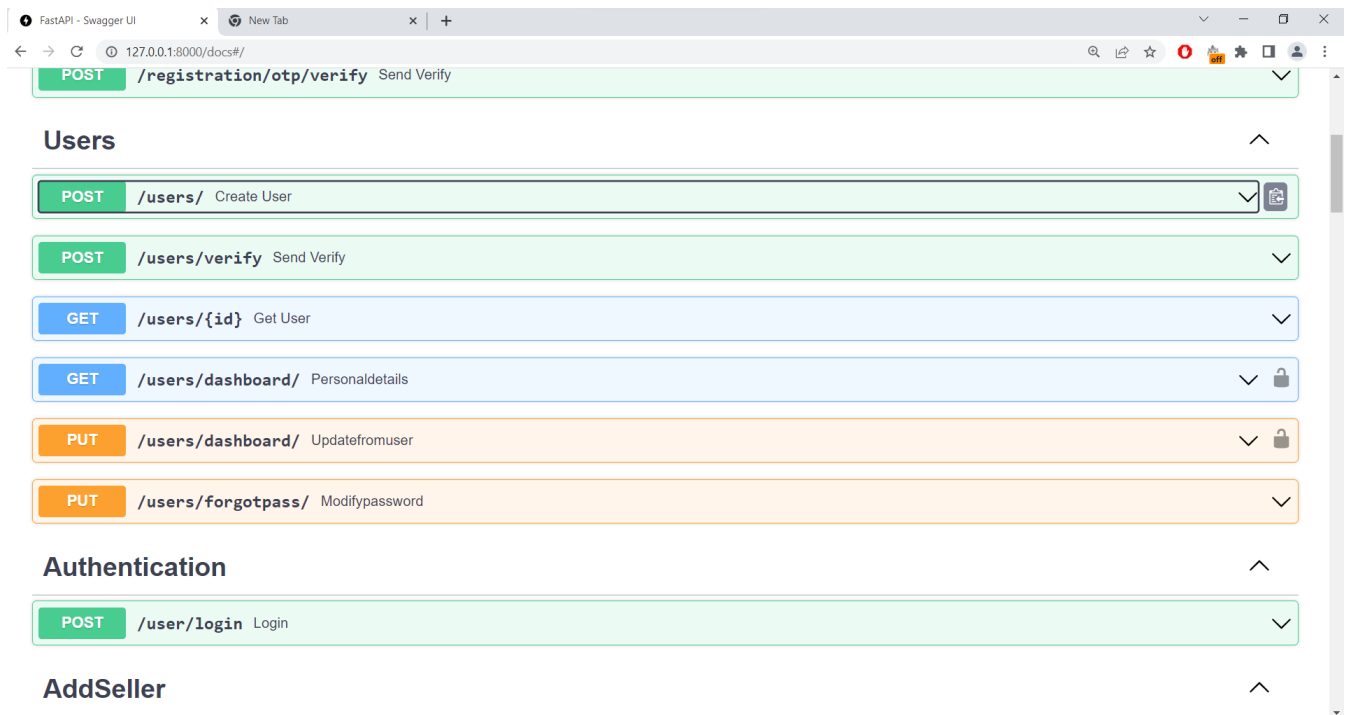 FastAPI - Swagger UI
New Tab
127.0.0.1:8000/docs#/
off
POST /registration/otp/verify Send Verify
Users
POST /users/ Create User
POST /users/verify Send Verify
GET /users/{id} Get User
GET /users/dashboard/ Personaldetails
PUT /users/dashboard/ Updatefromuser
PUT /users/forgotpass/ Modifypassword
Authentication
POST /user/login Login
AddSeller